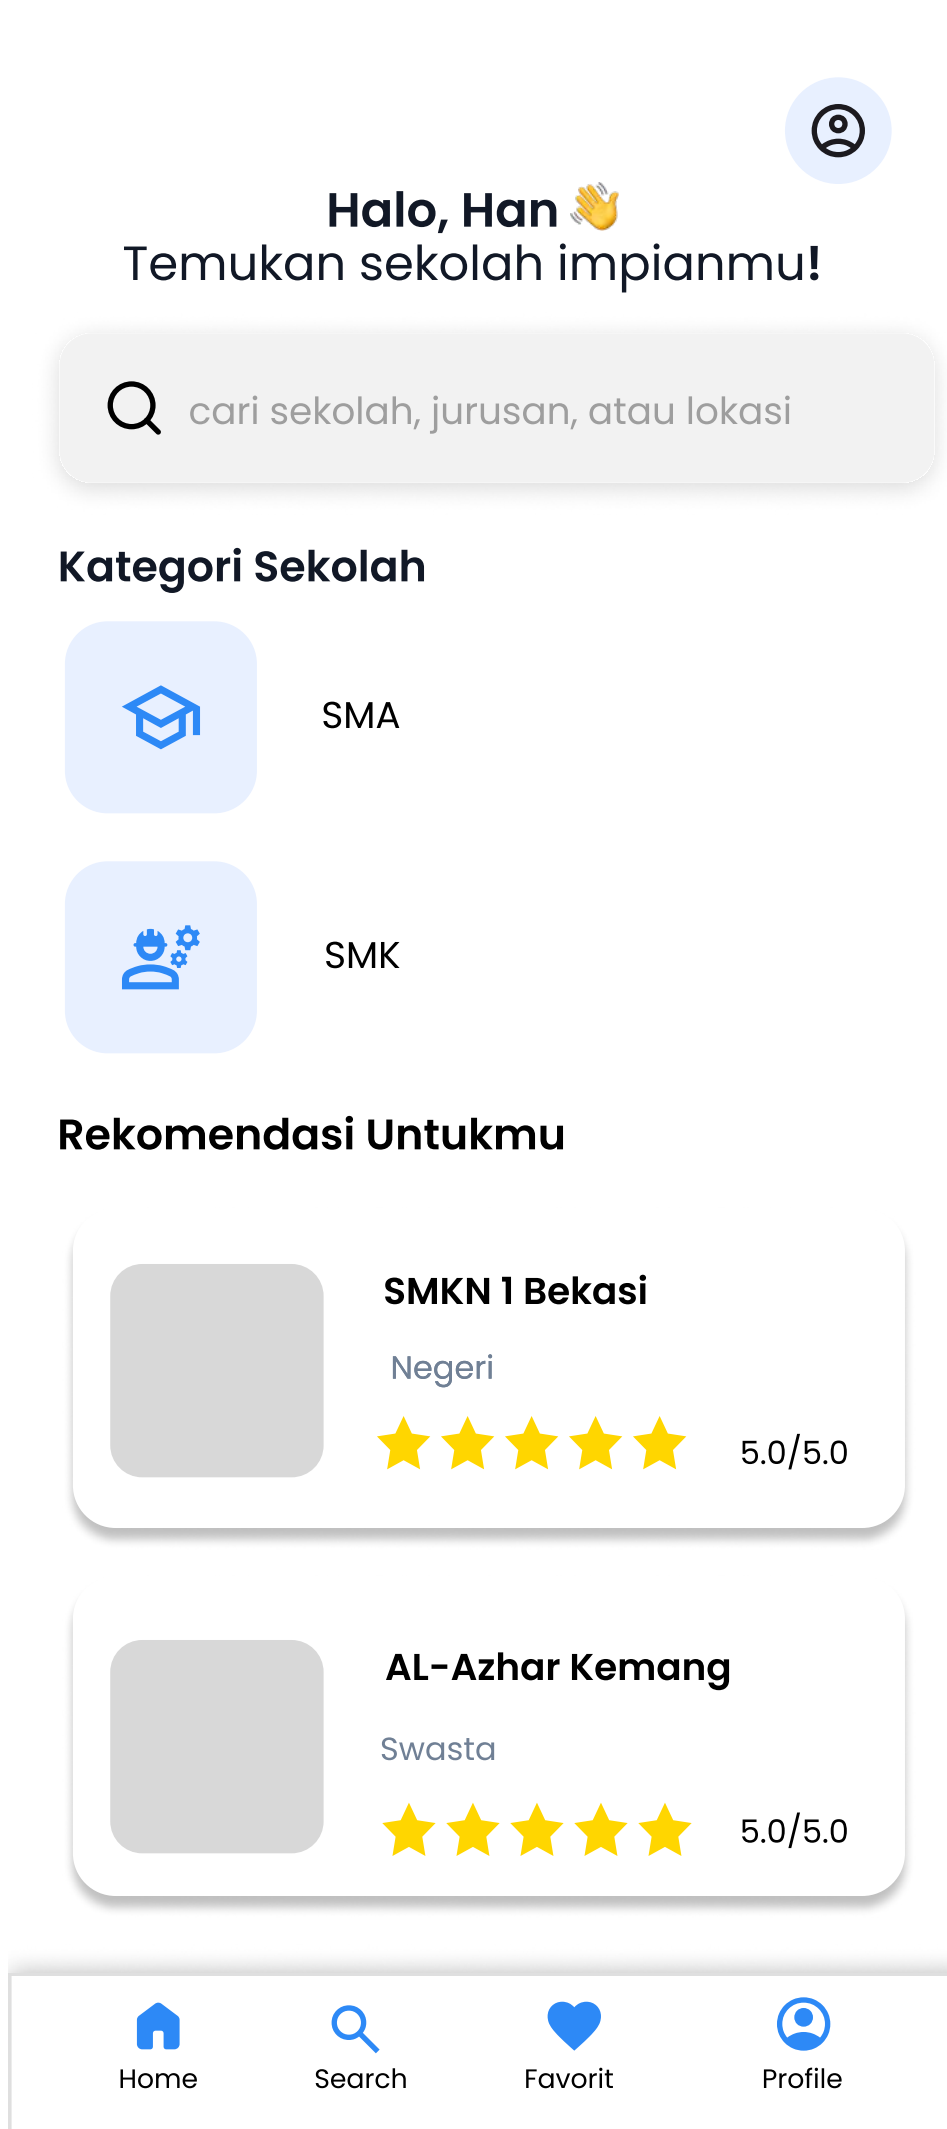 Halo, Han 👋
Temukan sekolah impianmu!
cari sekolah, jurusan, atau lokasi
Kategori Sekolah
SMA
SMK
Rekomendasi Untukmu
SMKN 1 Bekasi
Negeri
5.0/5.0
AL-Azhar Kemang
Swasta
5.0/5.0
Home Search Favorit Profile